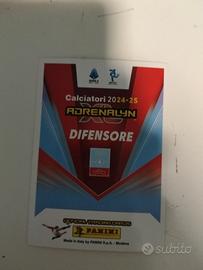 Calciatori 2024-25
ADRENALYN
XL
DIFENSORE
OFFICIAL TRADING CARDS
PANINI
Made in Italy by PANINI S.p.A. - Modena
subito